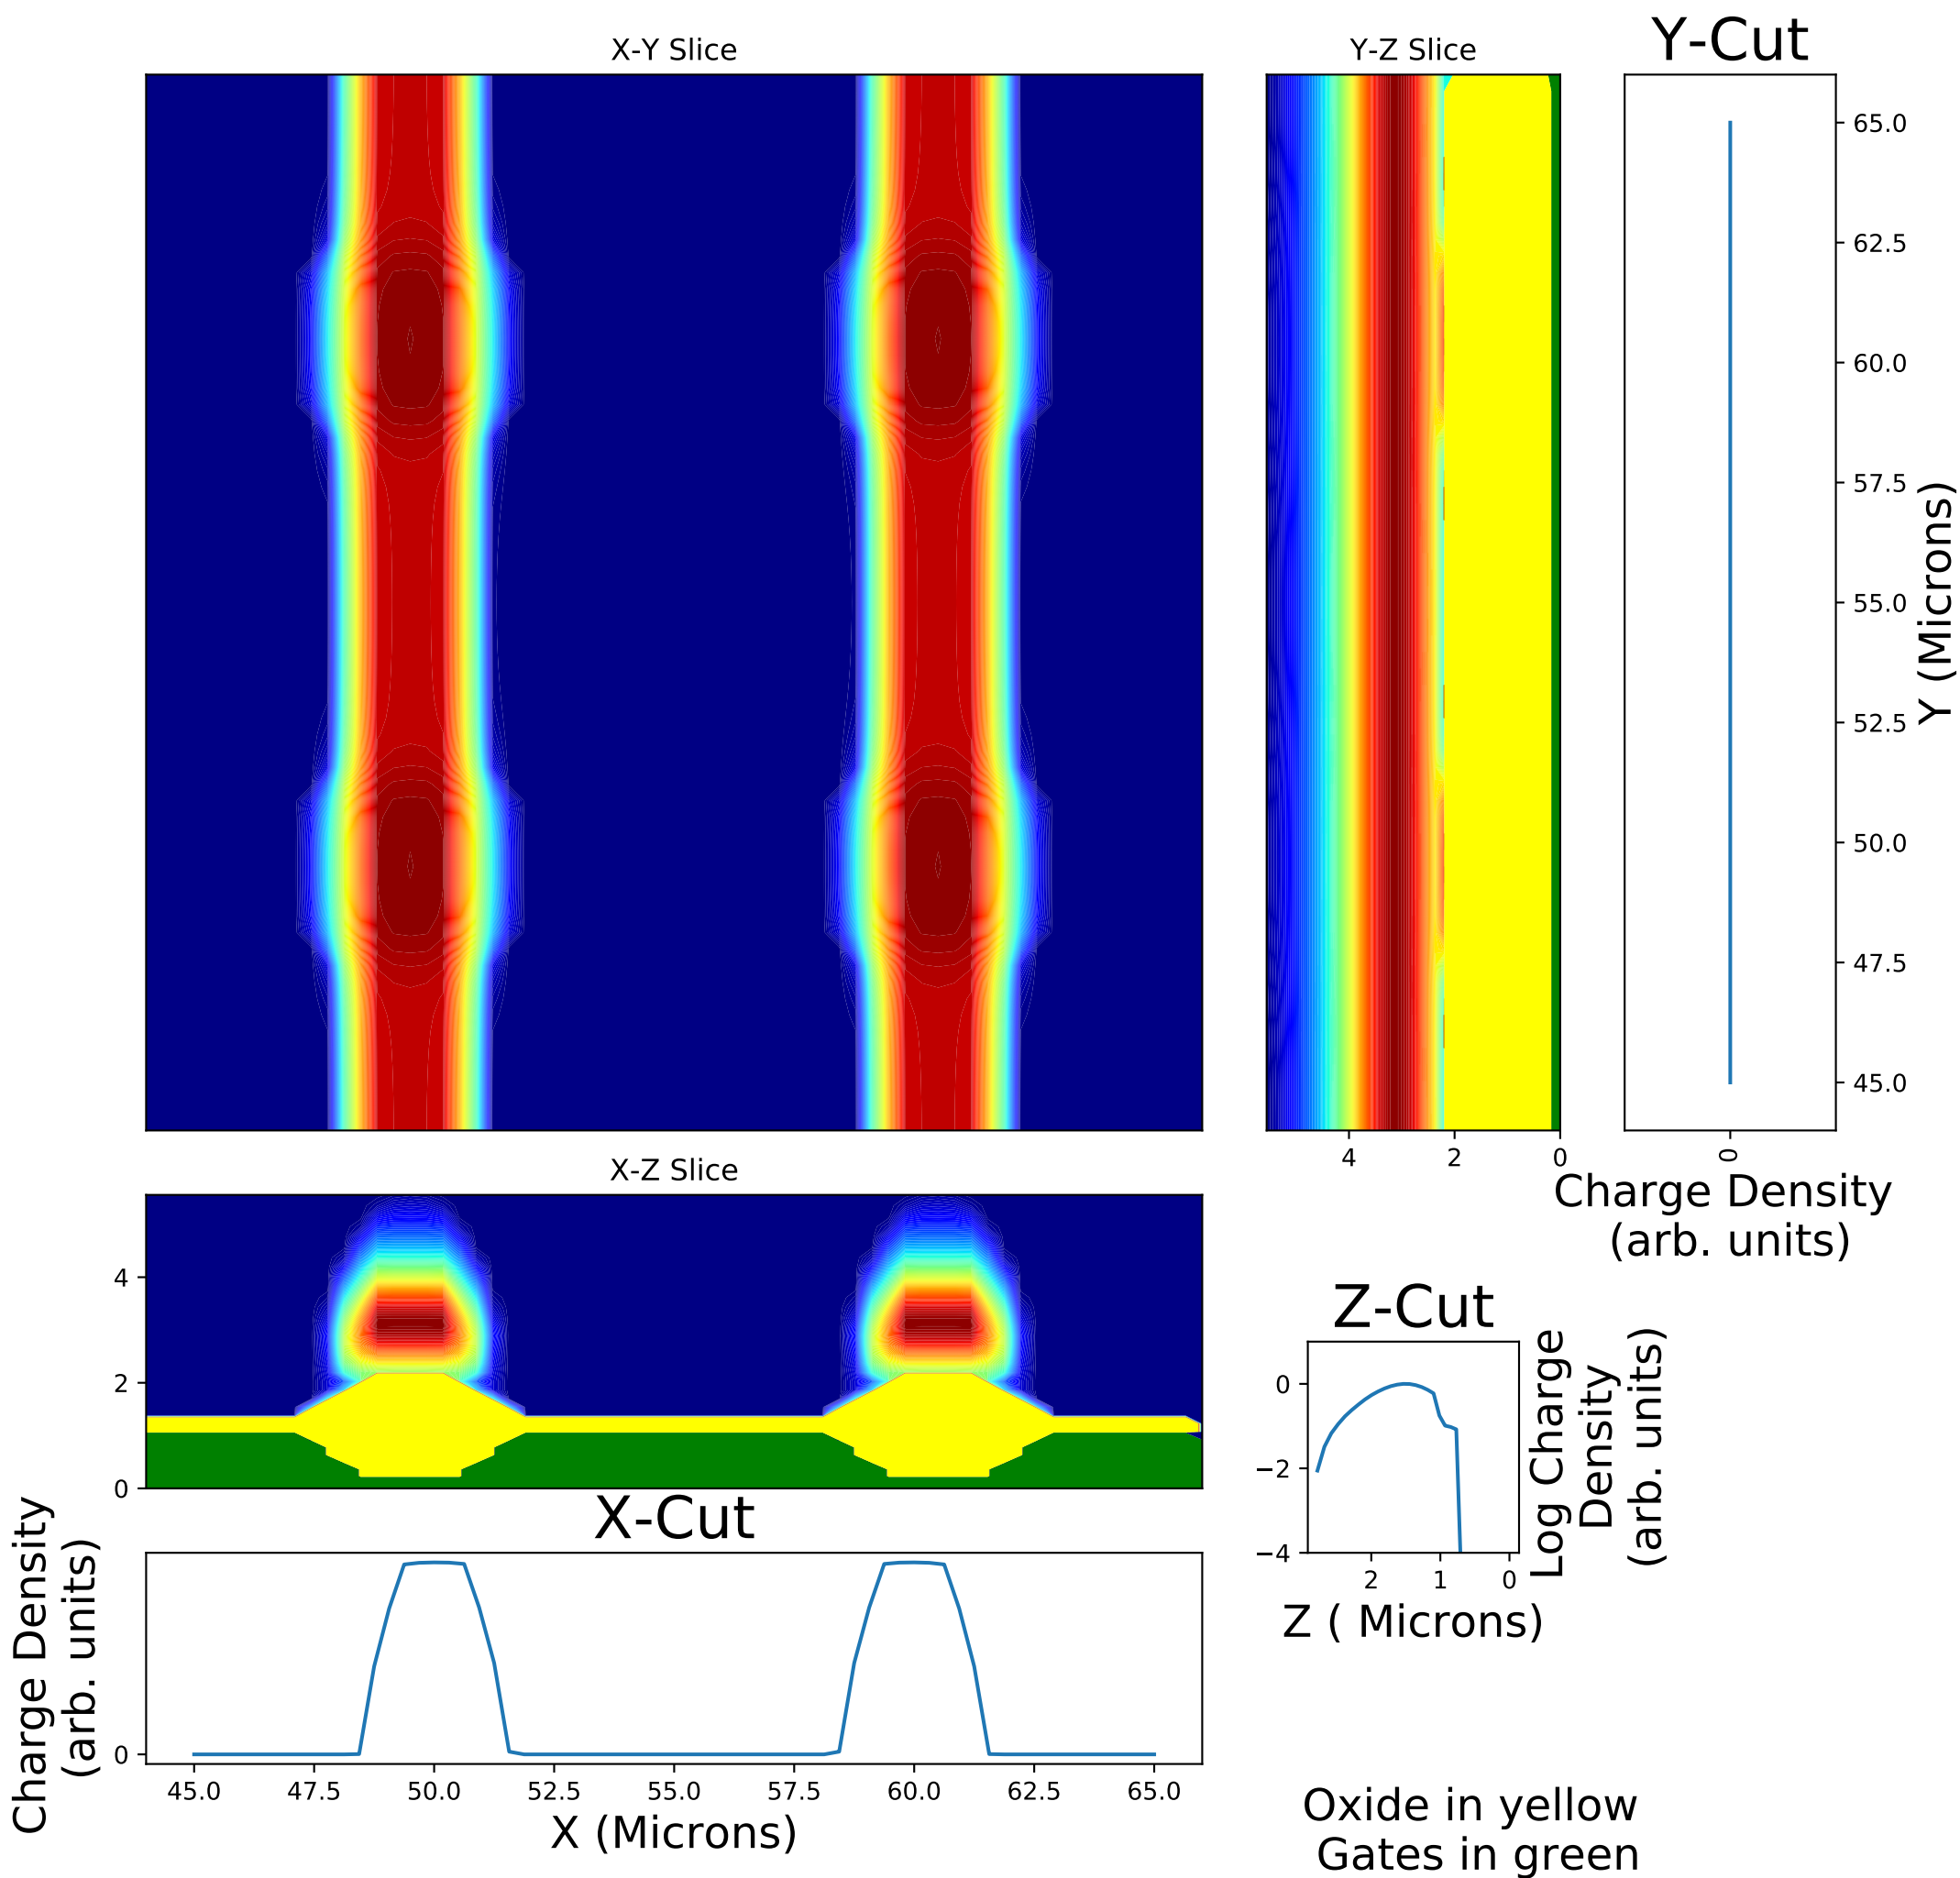 X-Y Slice
Y-Z Slice
Y-Cut
65.0
62.5
60.0
57.5
55.0
52.5
50.0
47.5
45.0
Y (Microns)
4 2 0
0
Charge Density
(arb. units)
X-Z Slice
4
2
0
Z-Cut
0
−2
−4
2 1 0
Z ( Microns)
Log Charge
Density
(arb. units)
X-Cut
Charge Density
(arb. units)
0
45.0 47.5 50.0 52.5 55.0 57.5 60.0 62.5 65.0
X (Microns)
Oxide in yellow
Gates in green